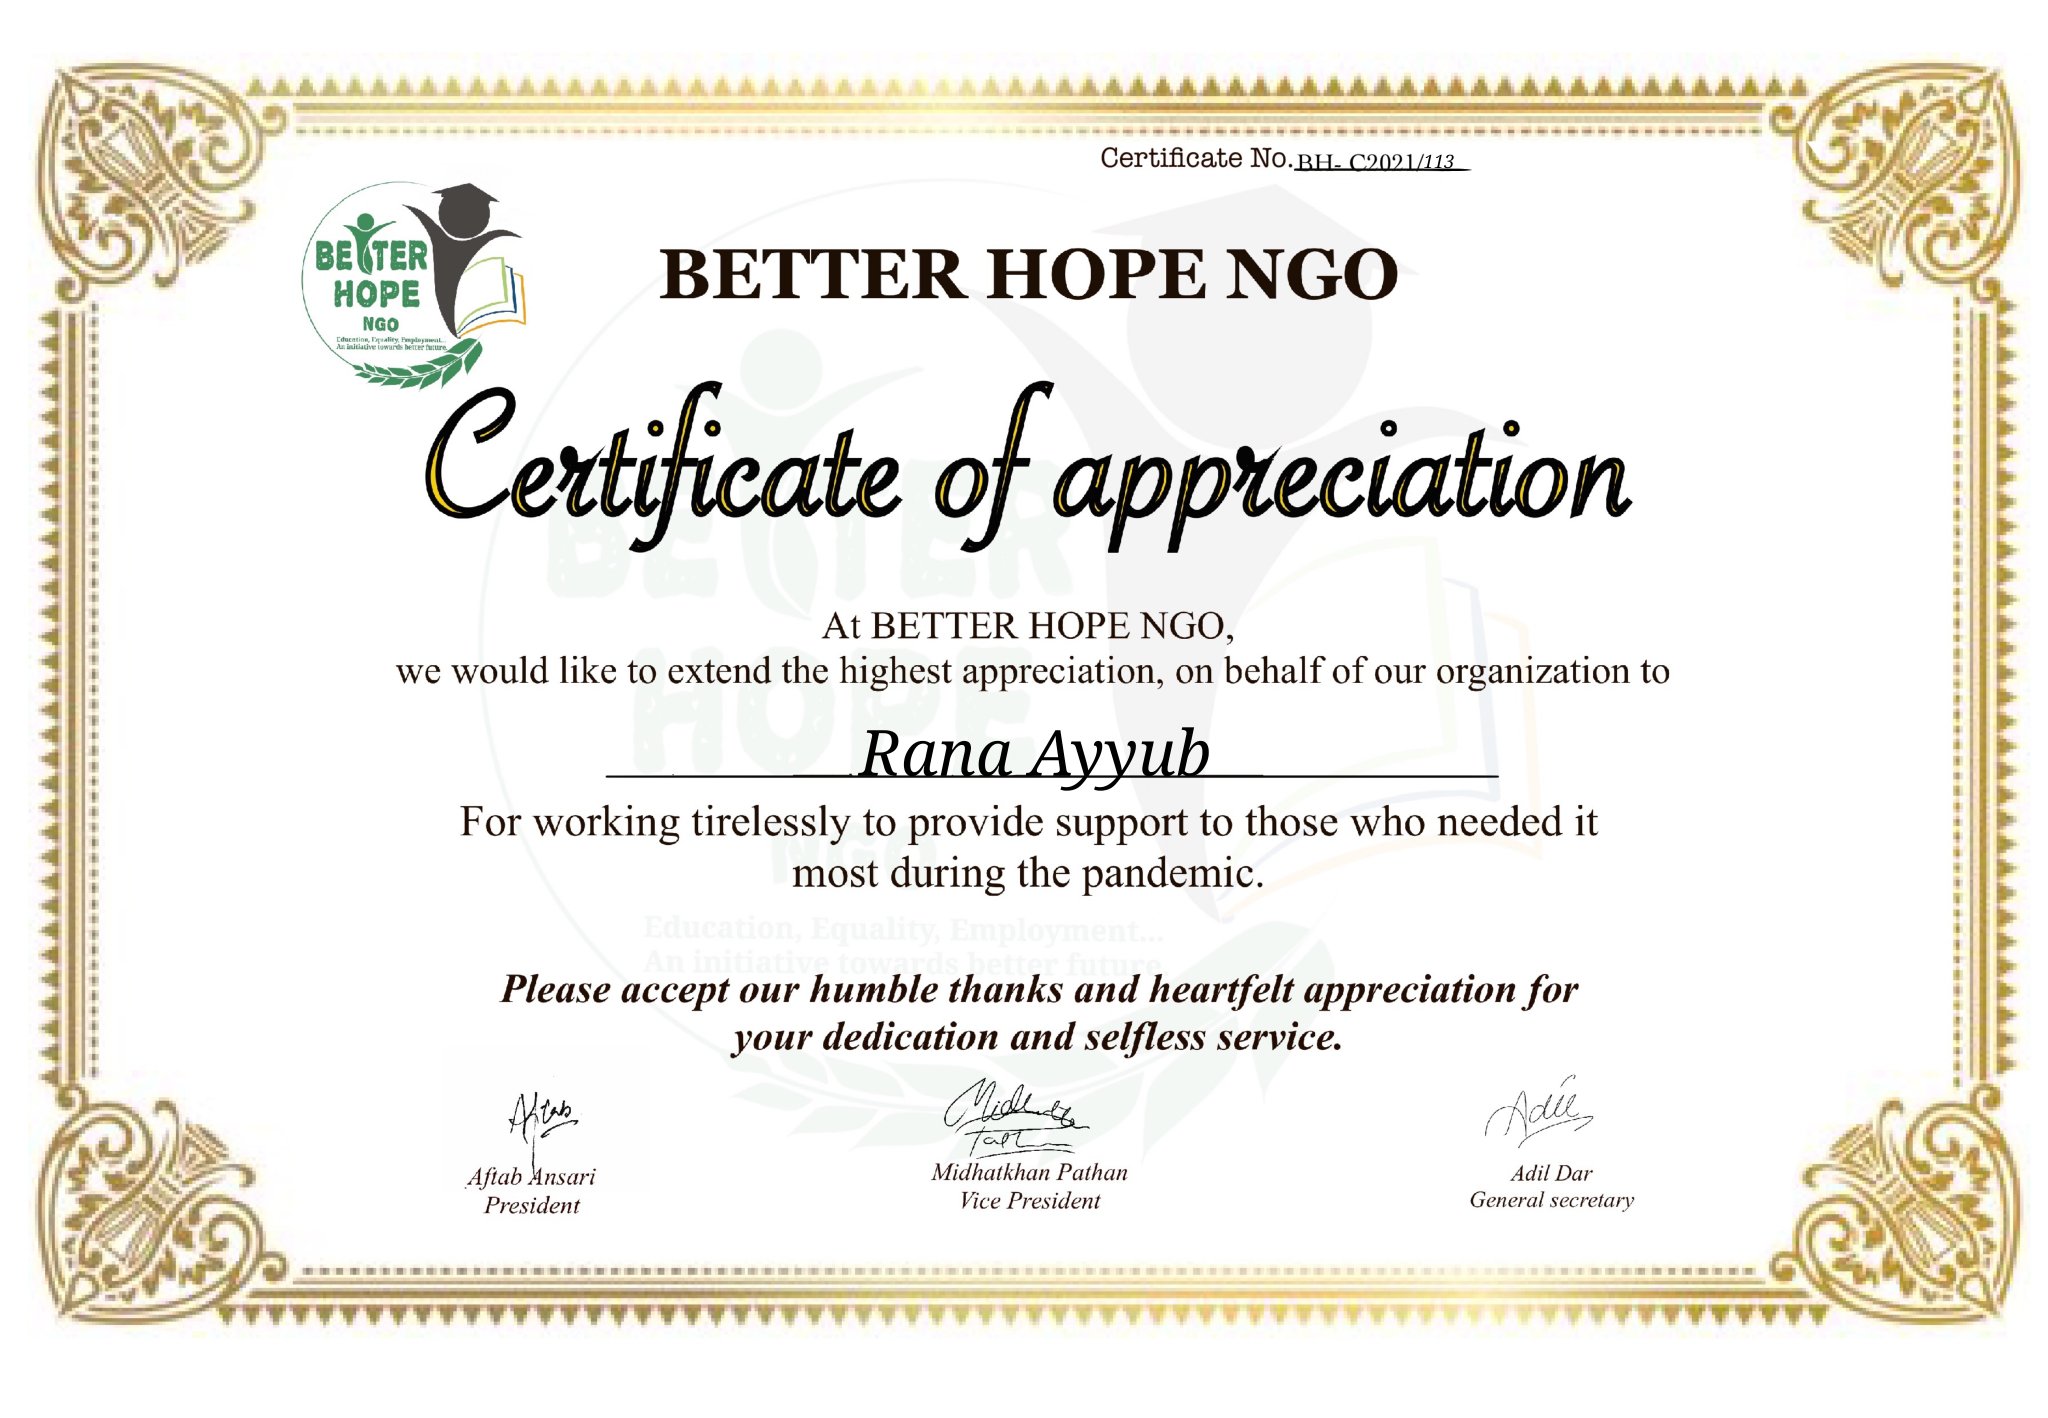 Certificate No. BH- C2021/113
BETTER
HOPE
NGO
Education, Equality, Employment...
An initiative towards better future.
BETTER HOPE NGO
Certificate of appreciation
At BETTER HOPE NGO,
we would like to extend the highest appreciation, on behalf of our organization to
Rana Ayyub
For working tirelessly to provide support to those who needed it
most during the pandemic.
BETTER
HOPE
NGO
Education, Equality, Employment...
An initiative towards better future.
Please accept our humble thanks and heartfelt appreciation for
your dedication and selfless service.
Aftab
Midhat
Adil
Aftab Ansari
President
Midhatkhan Pathan
Vice President
Adil Dar
General secretary